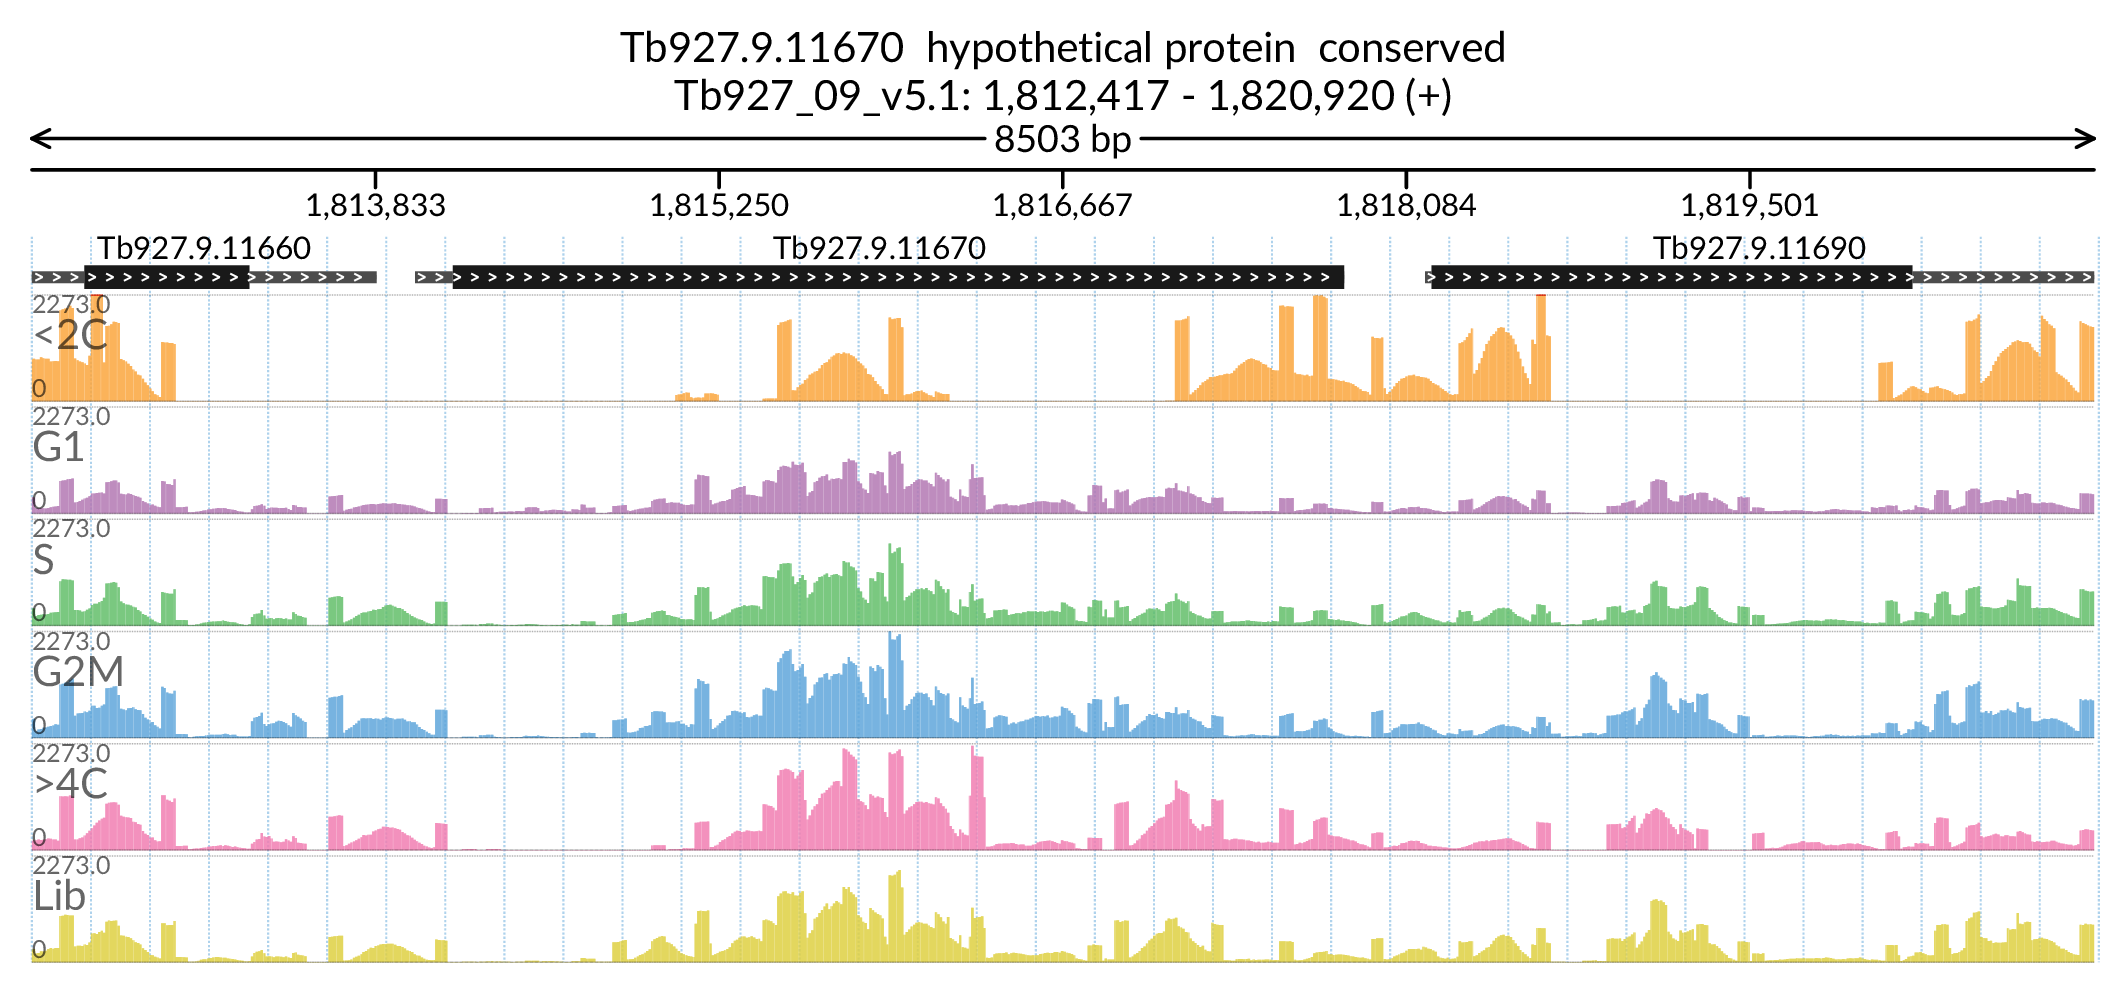 Tb927.9.11670 hypothetical protein conserved
Tb927_09_v5.1: 1,812,417 - 1,820,920 (+)
8503 bp
1,813,833 1,815,250 1,816,667 1,818,084 1,819,501
Tb927.9.11660 Tb927.9.11670 Tb927.9.11690
2273.0
<2C
0
2273.0
G1
0
2273.0
S
0
2273.0
G2M
0
2273.0
>4C
0
2273.0
Lib
0